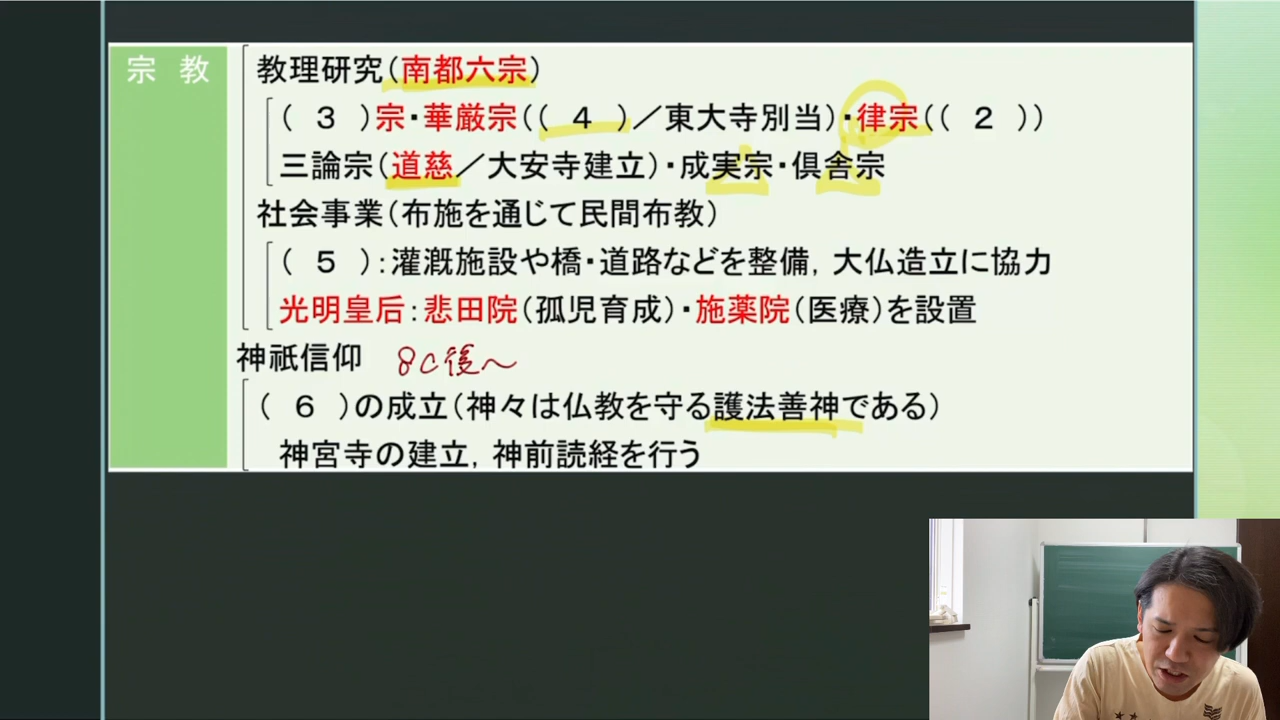 宗教
教理研究(南都六宗)
( 3 )宗・華厳宗(( 4 )／東大寺別当)・律宗(( 2 ))
三論宗(道慈／大安寺建立)・成実宗・倶舎宗
社会事業(布施を通じて民間布教)
( 5 ):灌漑施設や橋・道路などを整備, 大仏造立に協力
光明皇后:悲田院(孤児育成)・施薬院(医療)を設置
神祇信仰 8C後～
( 6 )の成立(神々は仏教を守る護法善神である)
神宮寺の建立, 神前読経を行う